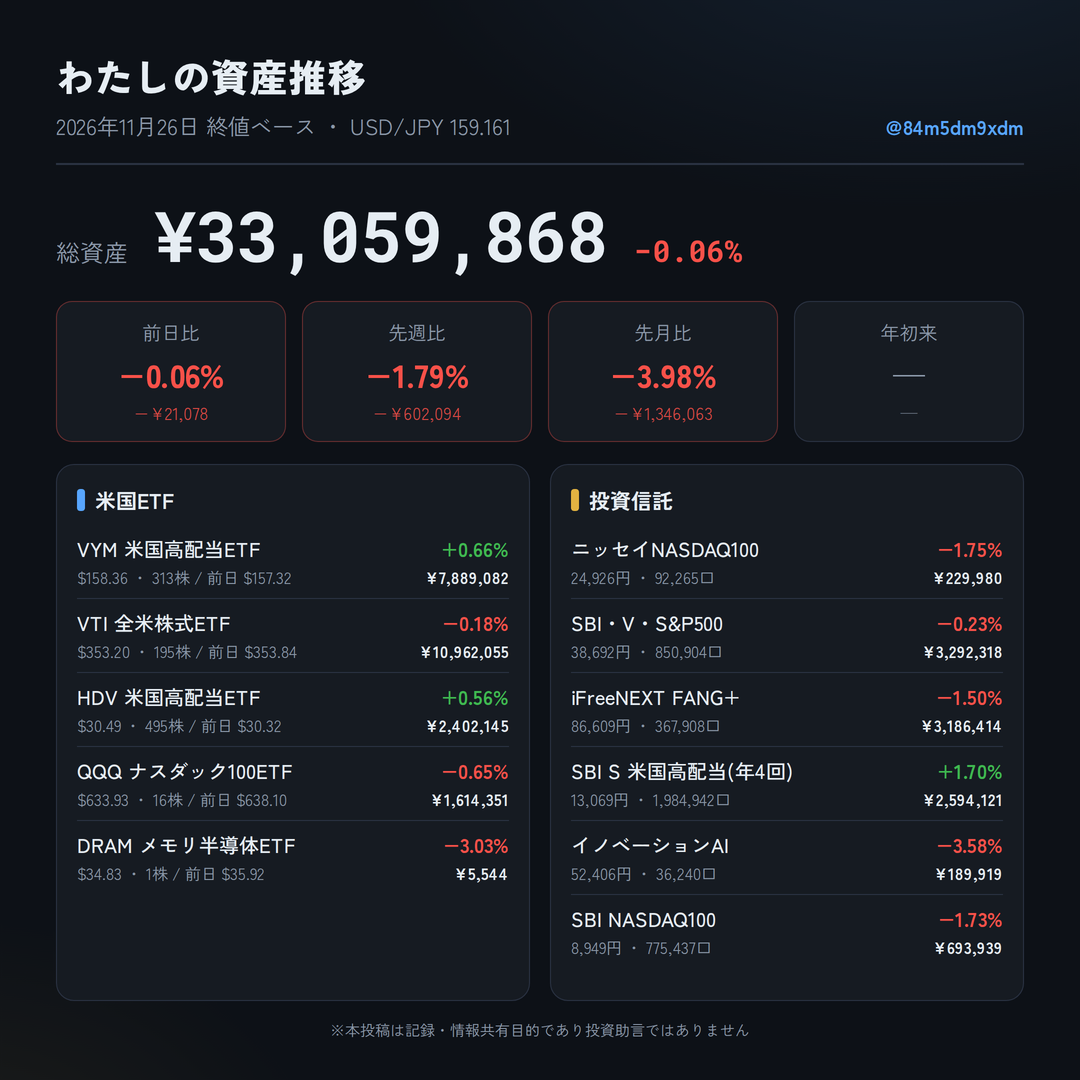 わたしの資産推移
2026年11月26日 終値ベース ・ USD/JPY 159.161
@84m5dm9xdm
総資産 ¥33,059,868 -0.06%
前日比
−0.06%
− ¥21,078
先週比
−1.79%
− ¥602,094
先月比
−3.98%
− ¥1,346,063
年初来
—
—
米国ETF
VYM 米国高配当ETF +0.66%
$158.36 ・ 313株 / 前日 $157.32 ¥7,889,082
VTI 全米株式ETF −0.18%
$353.20 ・ 195株 / 前日 $353.84 ¥10,962,055
HDV 米国高配当ETF +0.56%
$30.49 ・ 495株 / 前日 $30.32 ¥2,402,145
QQQ ナスダック100ETF −0.65%
$633.93 ・ 16株 / 前日 $638.10 ¥1,614,351
DRAM メモリ半導体ETF −3.03%
$34.83 ・ 1株 / 前日 $35.92 ¥5,544
投資信託
ニッセイNASDAQ100 −1.75%
24,926円 ・ 92,265口 ¥229,980
SBI・V・S&P500 −0.23%
38,692円 ・ 850,904口 ¥3,292,318
iFreeNEXT FANG+ −1.50%
86,609円 ・ 367,908口 ¥3,186,414
SBI S 米国高配当(年4回) +1.70%
13,069円 ・ 1,984,942口 ¥2,594,121
イノベーションAI −3.58%
52,406円 ・ 36,240口 ¥189,919
SBI NASDAQ100 −1.73%
8,949円 ・ 775,437口 ¥693,939
※本投稿は記録・情報共有目的であり投資助言ではありません